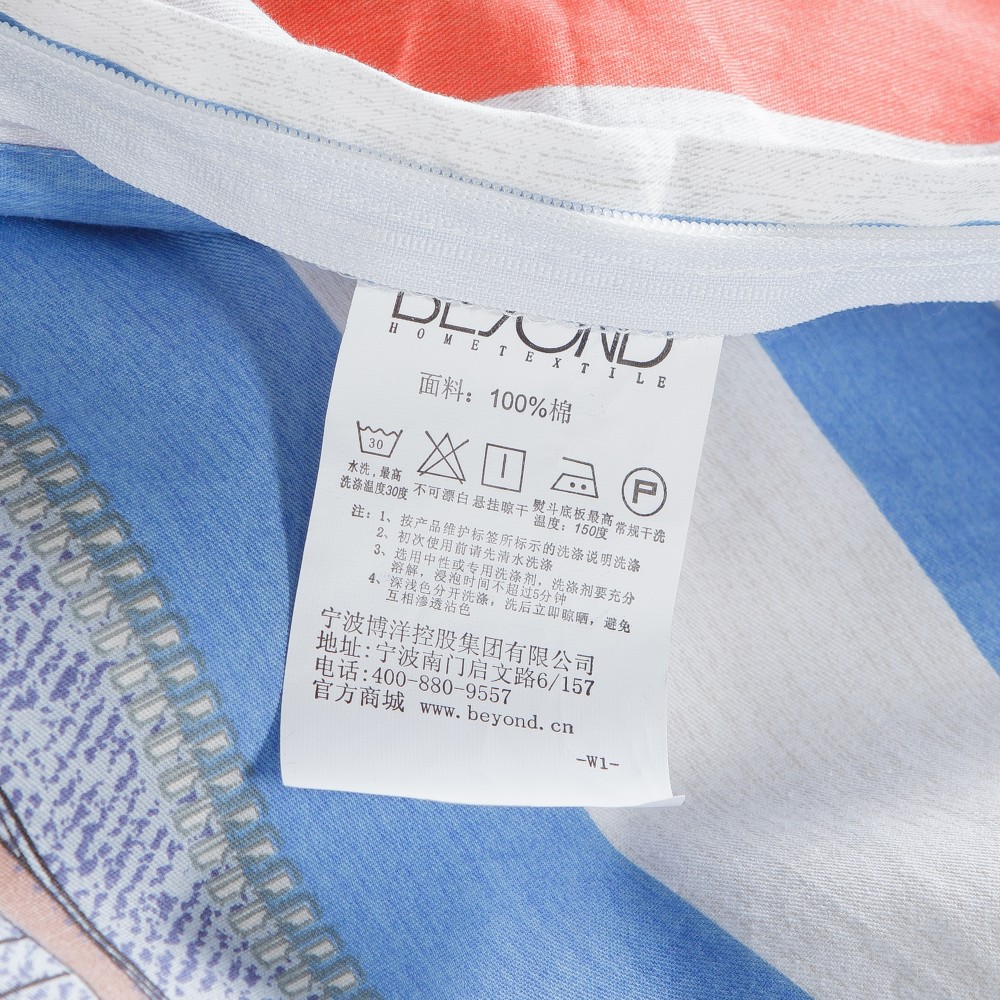 BEYOND
HOMETEXTILE
面料：100%棉
30
P
水洗，最高
洗涤温度30度
不可漂白
悬挂晾干
熨斗底板最高
温度：150度
常规干洗
注：1、按产品维护标签所标示的洗涤说明洗涤
2、初次使用前请先清水洗涤
3、选用中性或专用洗涤剂，洗涤剂要充分
溶解，浸泡时间不超过5分钟
4、深浅色分开洗涤，洗后立即晾晒，避免
互相渗透沾色
宁波博洋控股集团有限公司
地址:宁波南门启文路6/157
电话:400-880-9557
官方商城 www.beyond.cn
-W1-